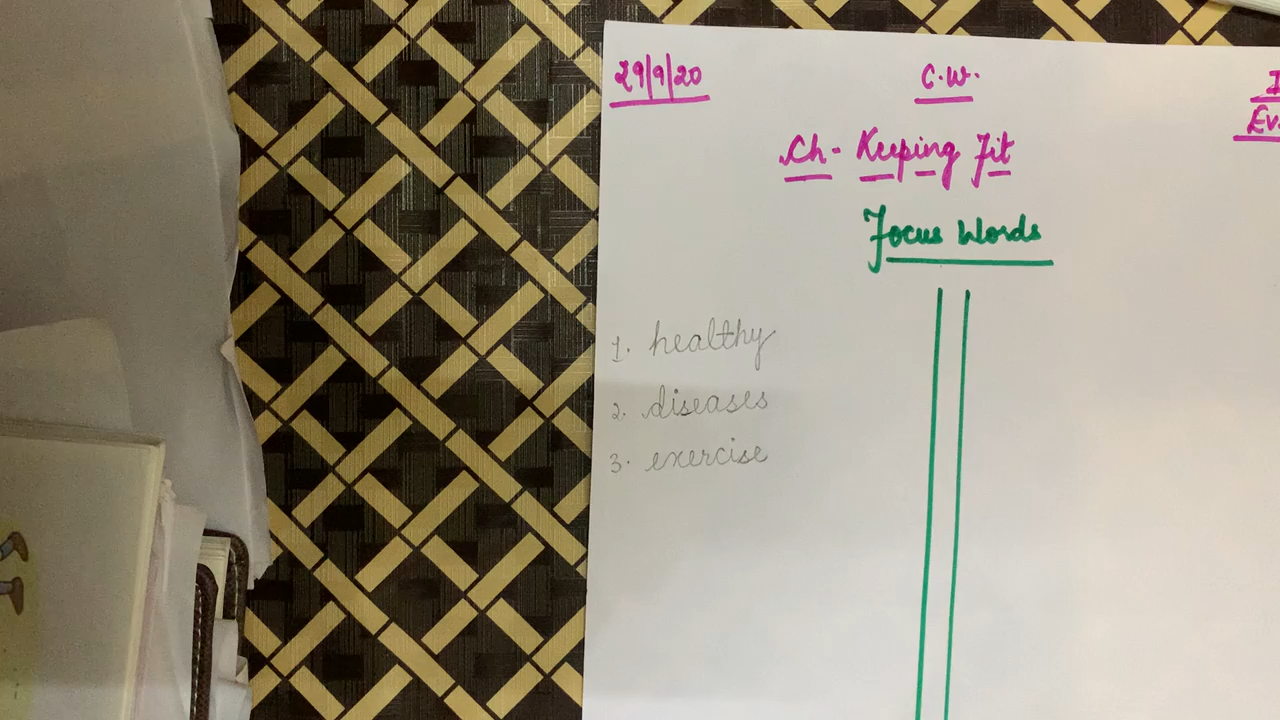 29/9/20
C.W.
Ch- Keeping Fit
Focus Words
1. healthy
2. diseases
3. exercise